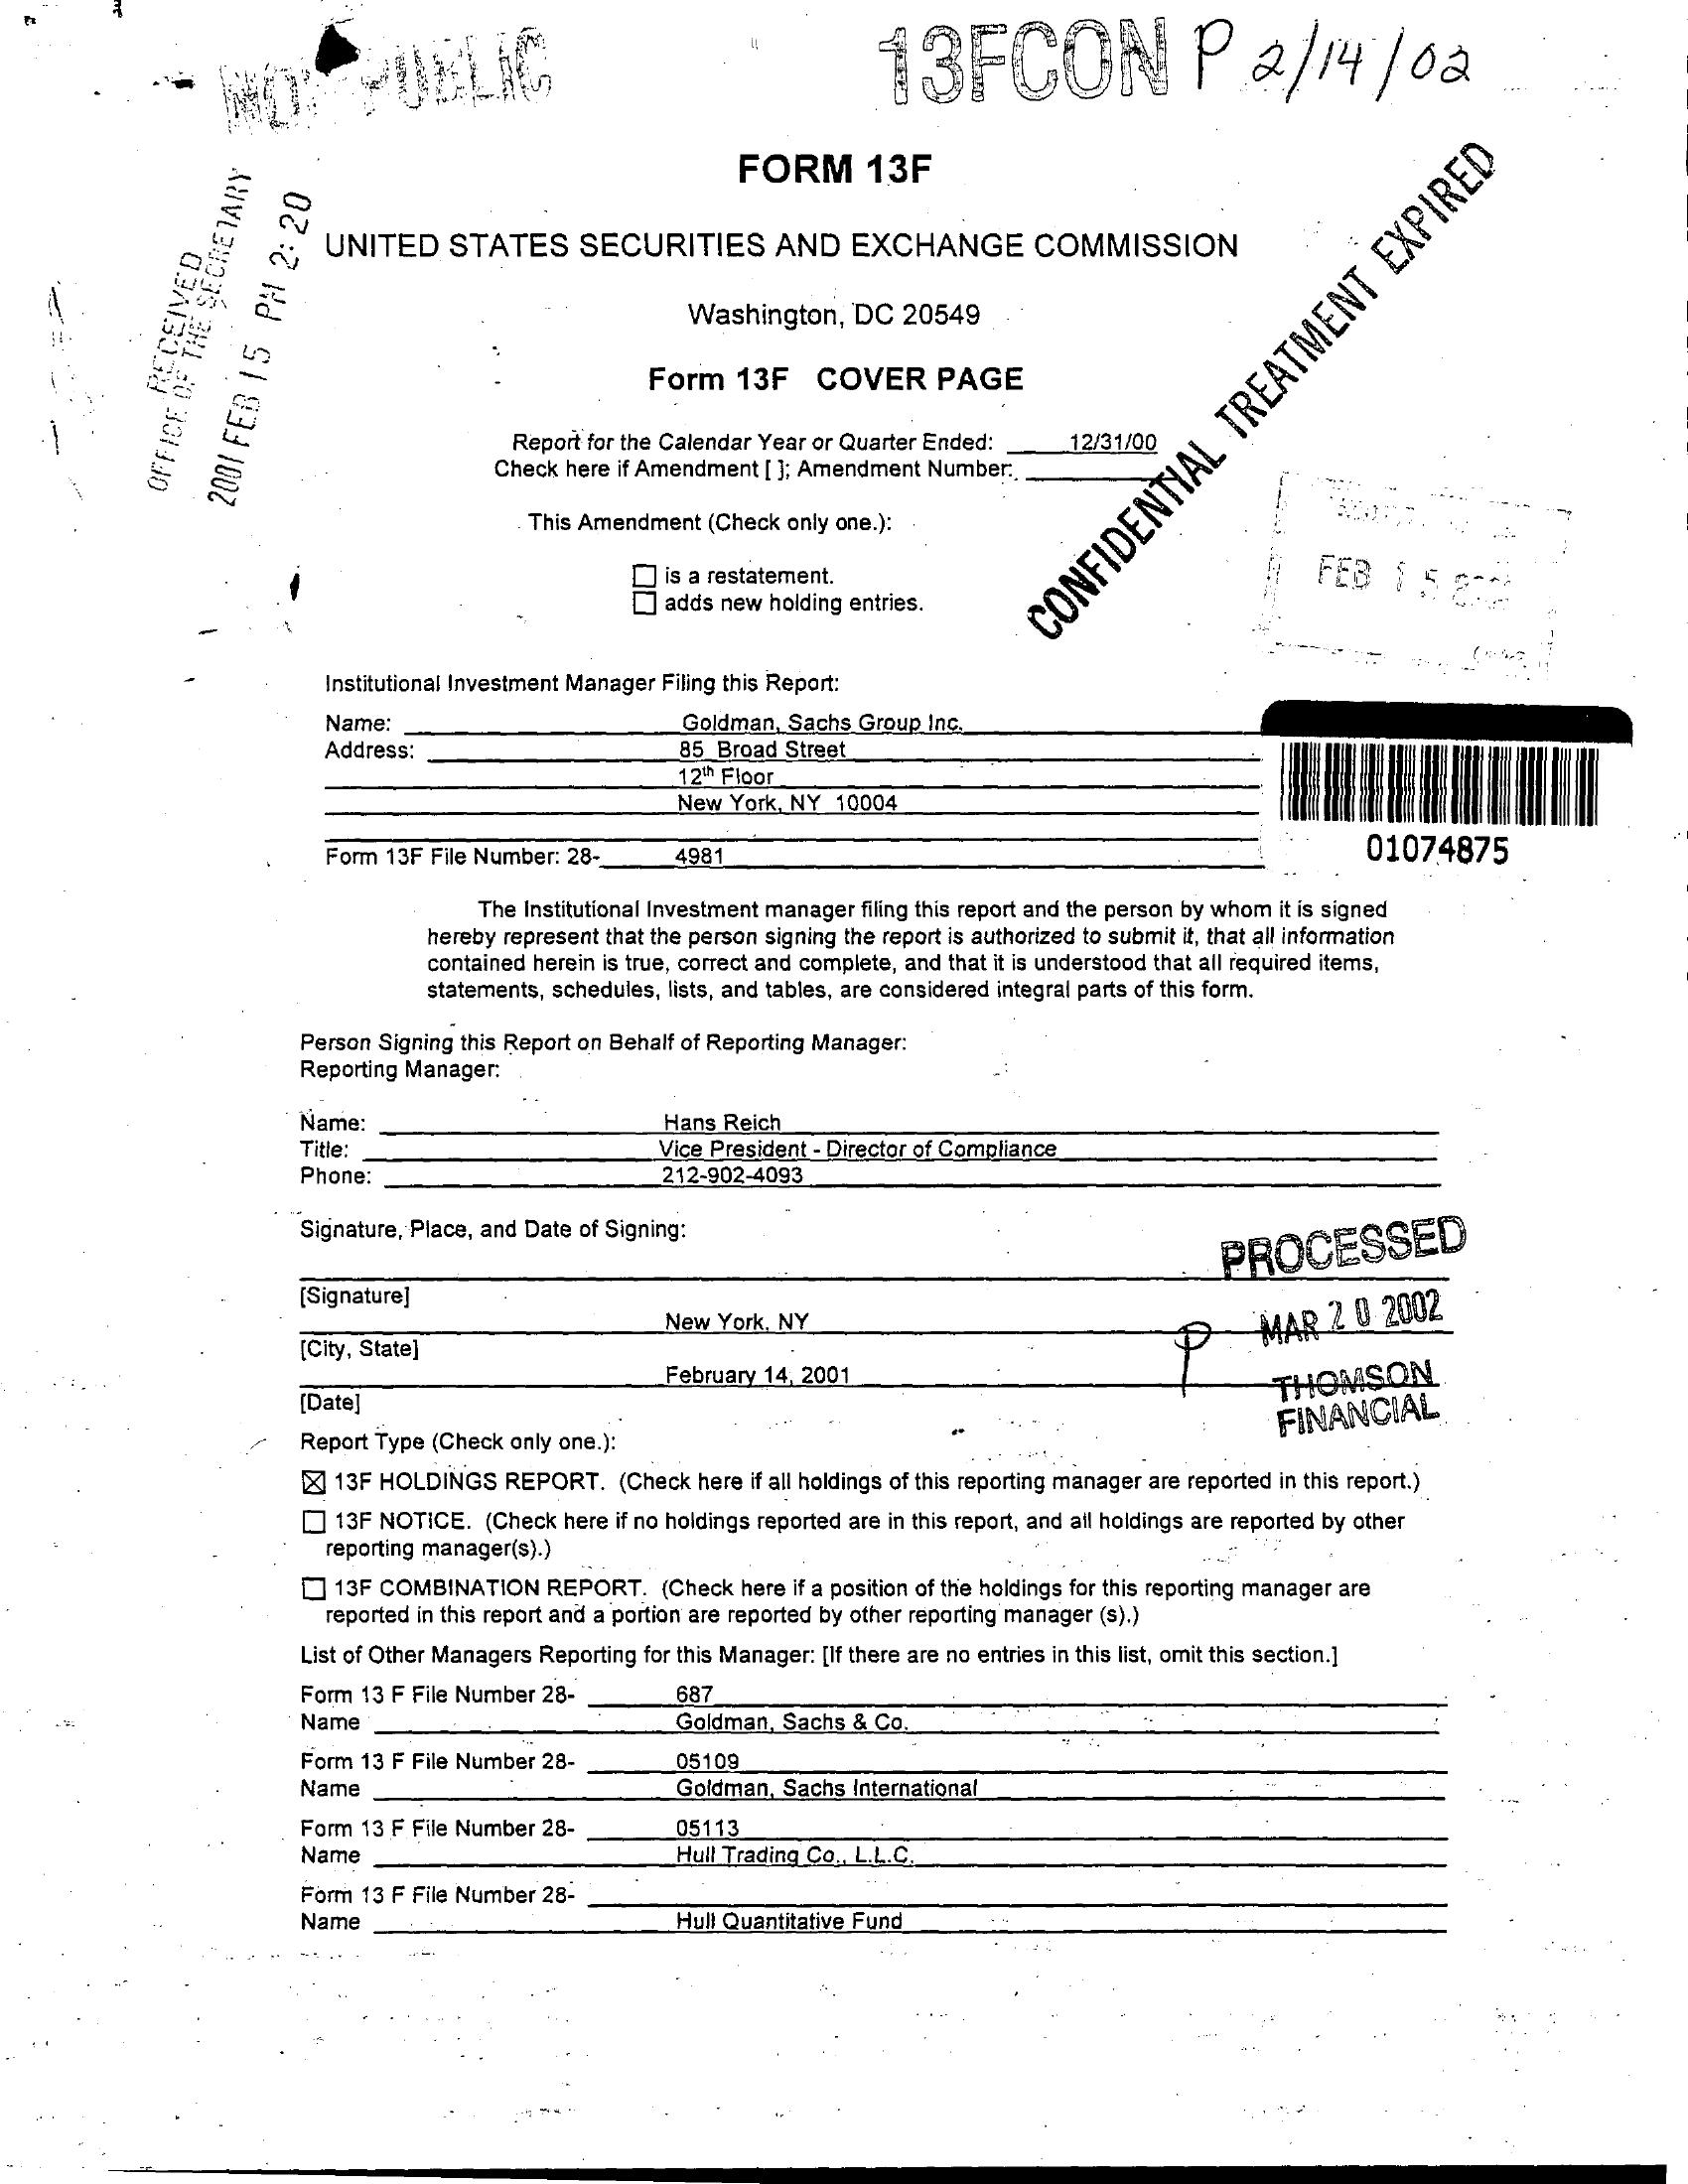 NOT PUBLIC
13FCON P 2/14/02
FORM 13F
RECEIVED
OFFICE OF THE SECRETARY
2001 FEB 15 PM 2:20
UNITED STATES SECURITIES AND EXCHANGE COMMISSION
Washington, DC 20549
Form 13F COVER PAGE
CONFIDENTIAL TREATMENT EXPIRED
Report for the Calendar Year or Quarter Ended: 12/31/00
Check here if Amendment [ ]; Amendment Number:
This Amendment (Check only one.):
☐ is a restatement.
☐ adds new holding entries.
FEB 15
Institutional Investment Manager Filing this Report:
Name: Goldman, Sachs Group Inc.
Address: 85 Broad Street
12th Floor
New York, NY 10004
Form 13F File Number: 28- 4981
01074875
The Institutional Investment manager filing this report and the person by whom it is signed
hereby represent that the person signing the report is authorized to submit it, that all information
contained herein is true, correct and complete, and that it is understood that all required items,
statements, schedules, lists, and tables, are considered integral parts of this form.
Person Signing this Report on Behalf of Reporting Manager:
Reporting Manager:
Name: Hans Reich
Title: Vice President - Director of Compliance
Phone: 212-902-4093
Signature, Place, and Date of Signing:
PROCESSED
[Signature]
New York, NY
P MAR 20 2002
[City, State]
February 14, 2001
THOMSON
FINANCIAL
[Date]
Report Type (Check only one.):
☒ 13F HOLDINGS REPORT. (Check here if all holdings of this reporting manager are reported in this report.)
☐ 13F NOTICE. (Check here if no holdings reported are in this report, and all holdings are reported by other
reporting manager(s).)
☐ 13F COMBINATION REPORT. (Check here if a position of the holdings for this reporting manager are
reported in this report and a portion are reported by other reporting manager (s).)
List of Other Managers Reporting for this Manager: [If there are no entries in this list, omit this section.]
Form 13 F File Number 28- 687
Name Goldman, Sachs & Co.
Form 13 F File Number 28- 05109
Name Goldman, Sachs International
Form 13 F File Number 28- 05113
Name Hull Trading Co., L.L.C.
Form 13 F File Number 28-
Name Hull Quantitative Fund